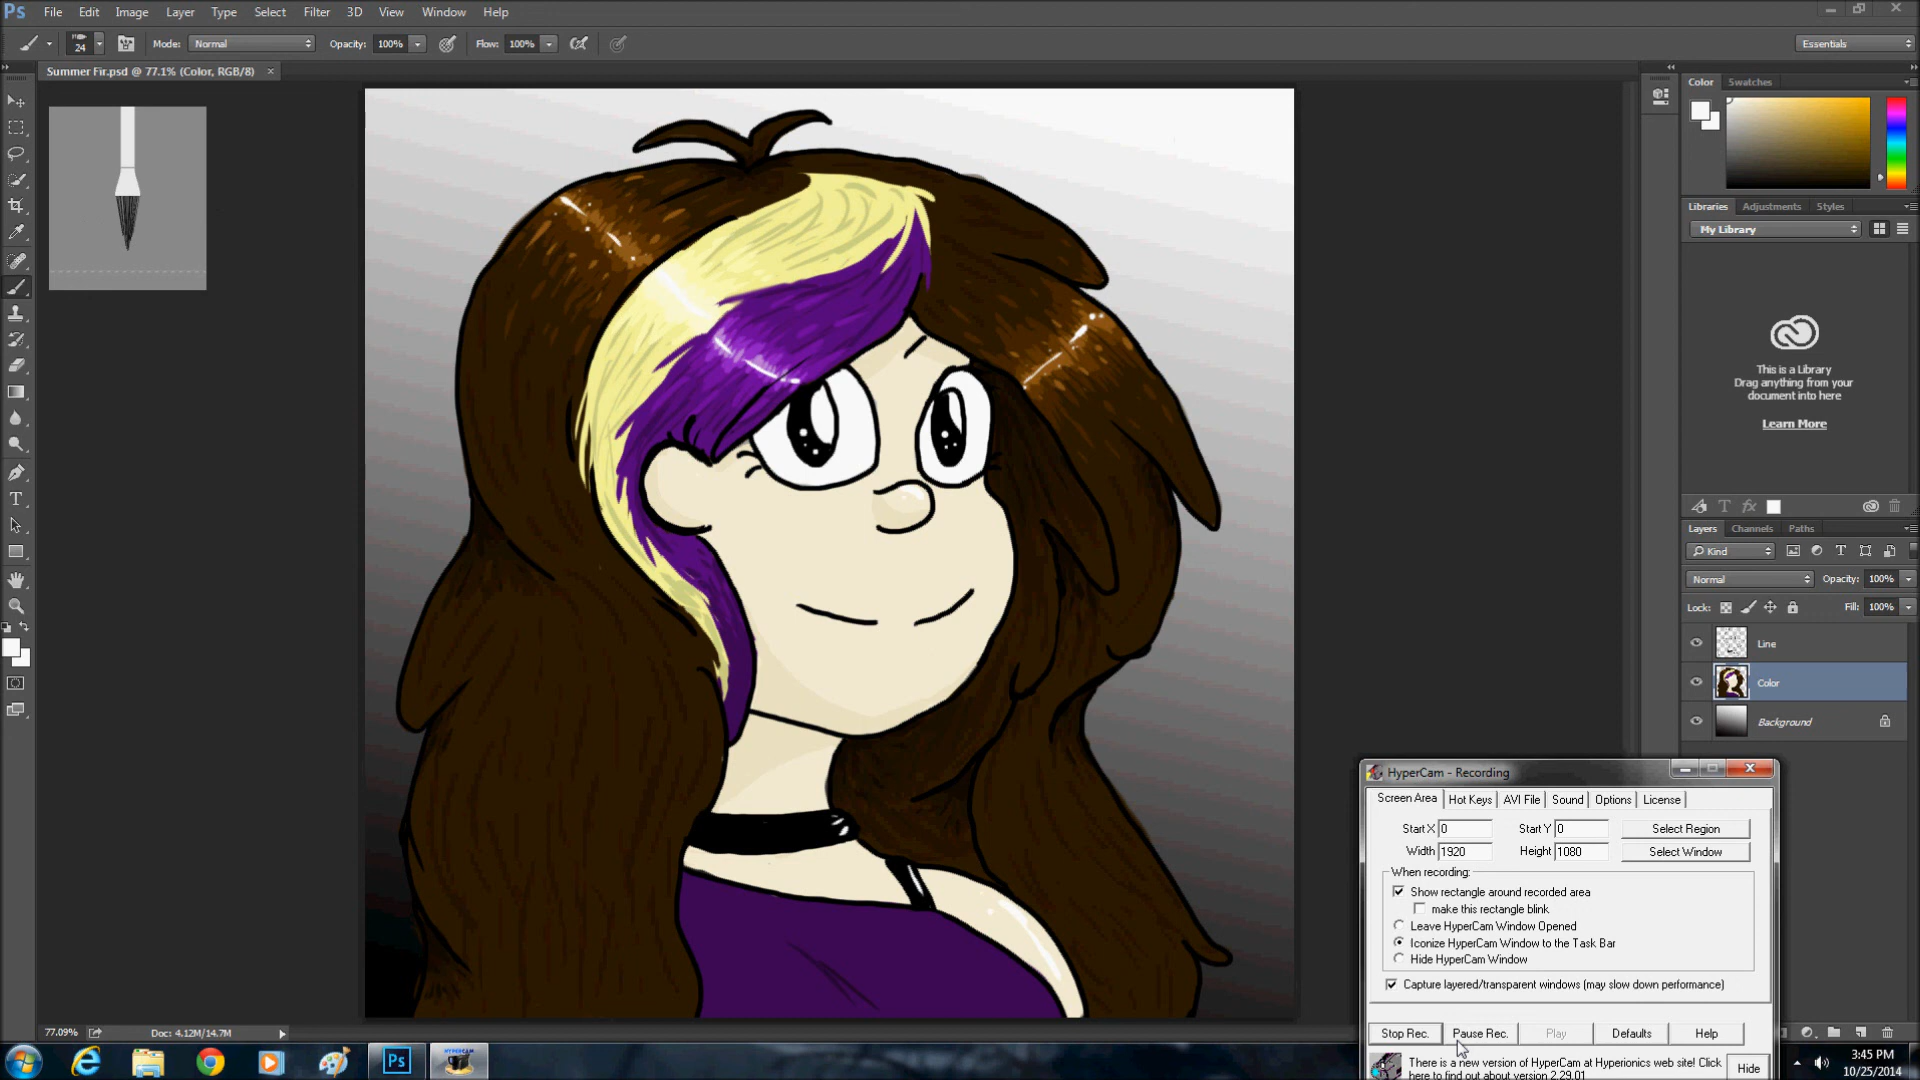 Ps File Edit Image Layer Type Select Filter 3D View Window Help
24 Mode: Normal Opacity: 100% Flow: 100% Essentials
Summer Fir.psd @ 77.1% (Color, RGB/8) ×
Color Swatches
Libraries Adjustments Styles
My Library
This is a Library
Drag anything from your
document into here
Learn More
Layers Channels Paths
Kind
Normal Opacity: 100%
Lock: Fill: 100%
Line
Color
Background
HyperCam - Recording
Screen Area Hot Keys AVI File Sound Options License
Start X 0 Start Y 0 Select Region
Width 1920 Height 1080 Select Window
When recording:
Show rectangle around recorded area
make this rectangle blink
Leave HyperCam Window Opened
Iconize HyperCam Window to the Task Bar
Hide HyperCam Window
Capture layered/transparent windows (may slow down performance)
Stop Rec. Pause Rec. Play Defaults Help
There is a new version of HyperCam at Hyperionics web site! Click
here to find out about version 2.29.01
Hide
77.09% Doc: 4.12M/14.7M
Ps HYPERCAM
3:45 PM
10/25/2014